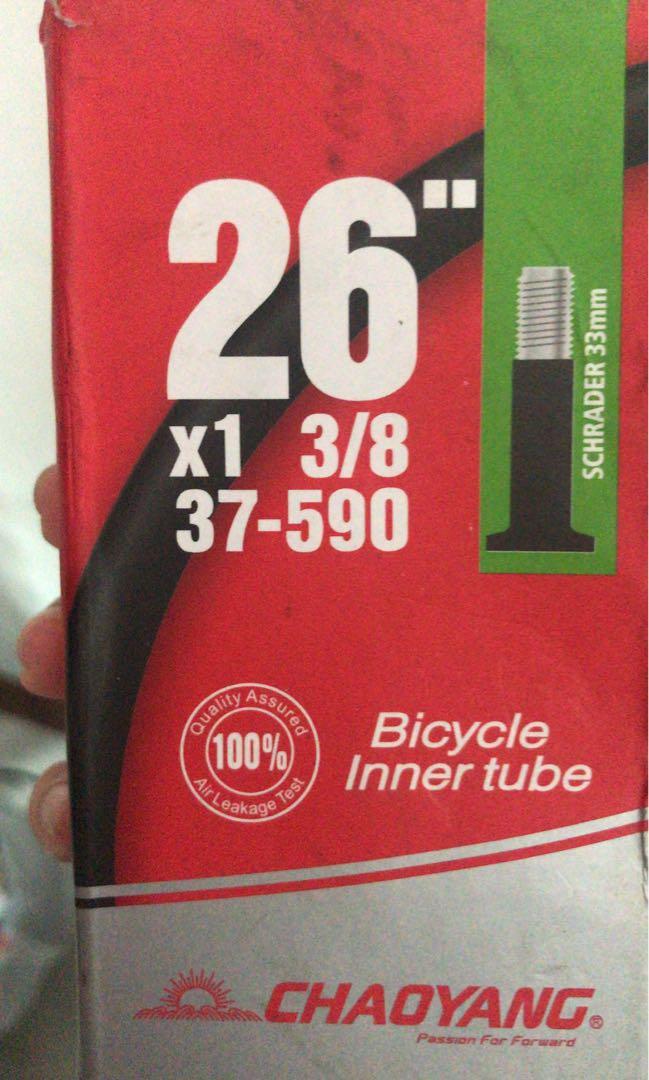 26"
x1 3/8
37-590
SCHRADER 33mm
Quality Assured
100%
Air Leakage Test
Bicycle
Inner tube
CHAOYANG®
Passion For Forward